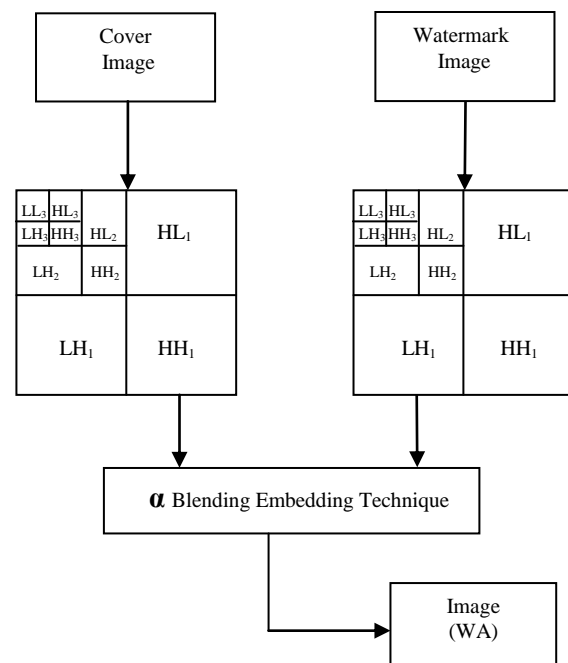 Cover
Image
Watermark
Image
LL₃ HL₃
LH₃ HH₃ HL₂
HL₁
LH₂ HH₂
LH₁ HH₁
LL₃ HL₃
LH₃ HH₃ HL₂
HL₁
LH₂ HH₂
LH₁ HH₁
α Blending Embedding Technique
Image
(WA)